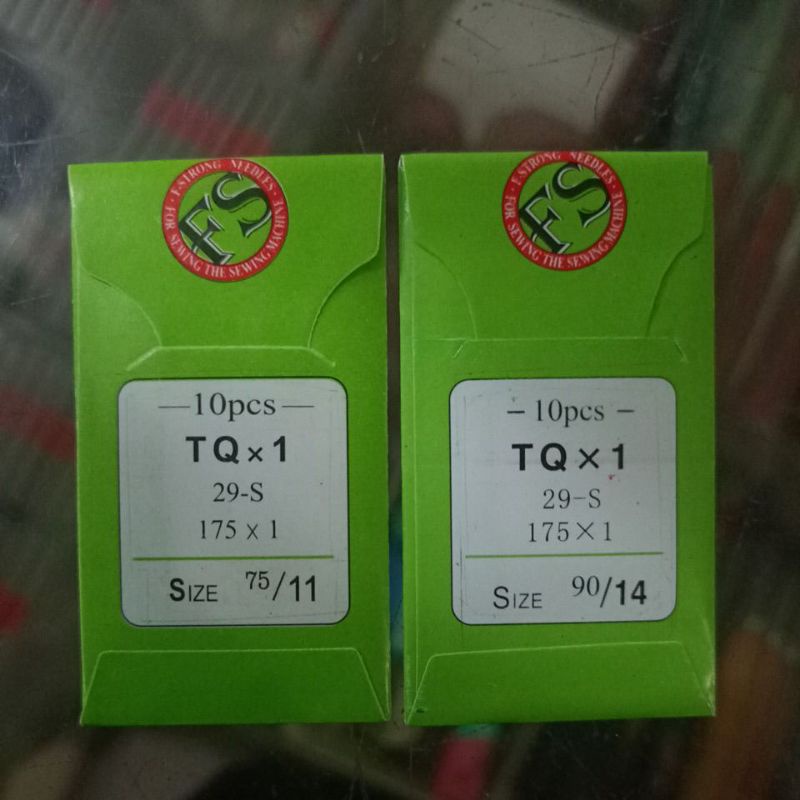 F-STRONG NEEDLES
FOR SEWING THE SEWING MACHINE
FS
—10pcs—
TQ x 1
29-S
175 x 1
SIZE 75/11
F-STRONG NEEDLES
FOR SEWING THE SEWING MACHINE
FS
- 10pcs -
TQ×1
29-S
175×1
SIZE 90/14